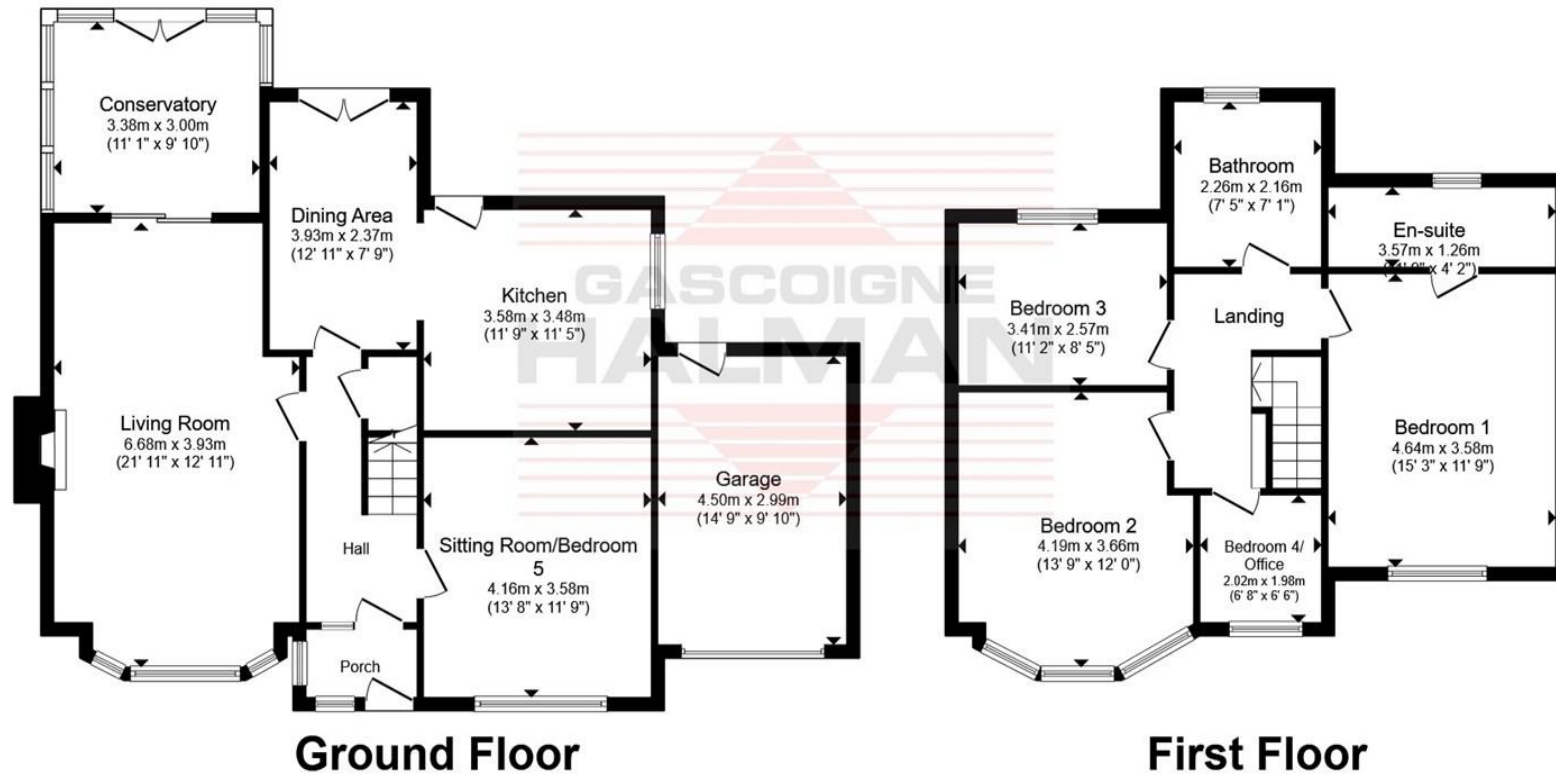 Conservatory
3.38m x 3.00m
(11' 1" x 9' 10")
Dining Area
3.93m x 2.37m
(12' 11" x 7' 9")
Kitchen
3.58m x 3.48m
(11' 9" x 11' 5")
Living Room
6.68m x 3.93m
(21' 11" x 12' 11")
Hall
Sitting Room/Bedroom
5
4.16m x 3.58m
(13' 8" x 11' 9")
Porch
Garage
4.50m x 2.99m
(14' 9" x 9' 10")
GASCOIGNE
HALMAN
Ground Floor
Bathroom
2.26m x 2.16m
(7' 5" x 7' 1")
En-suite
3.57m x 1.26m
x 4' 2")
Bedroom 3
3.41m x 2.57m
(11' 2" x 8' 5")
Landing
Bedroom 1
4.64m x 3.58m
(15' 3" x 11' 9")
Bedroom 2
4.19m x 3.66m
(13' 9" x 12' 0")
Bedroom 4/
Office
2.02m x 1.98m
(6' 8" x 6' 6")
First Floor